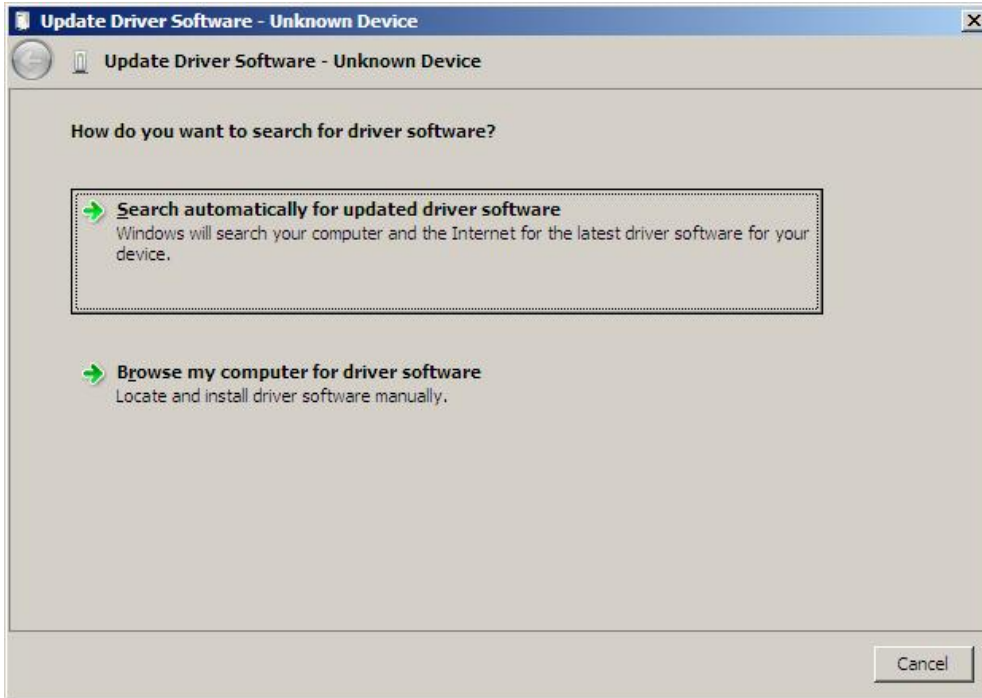 Update Driver Software - Unknown Device
Update Driver Software - Unknown Device
How do you want to search for driver software?
Search automatically for updated driver software
Windows will search your computer and the Internet for the latest driver software for your
device.
Browse my computer for driver software
Locate and install driver software manually.
Cancel